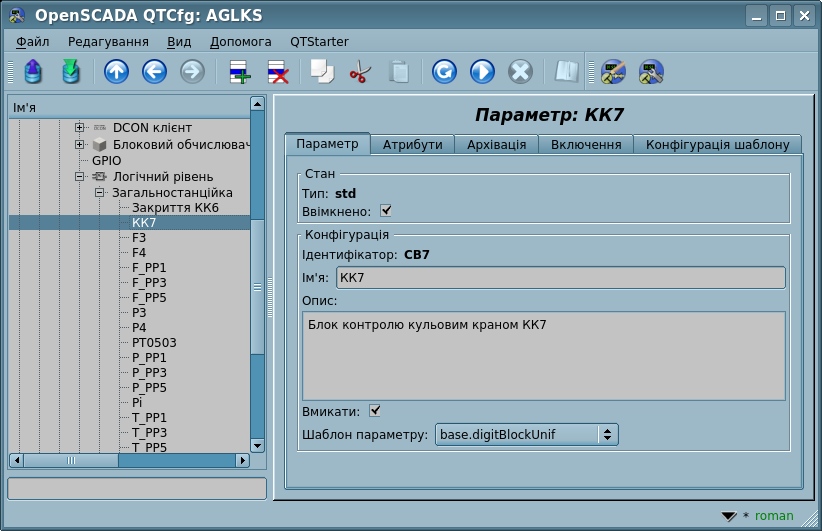 OpenSCADA QTCfg: AGLKS
Файл Редагування Вид Допомога QTStarter
Ім'я
DCON клієнт
Блоковий обчислювач
GPIO
Логічний рівень
Загальностанційка
Закриття КК6
КК7
F3
F4
F_PP1
F_PP3
F_PP5
P3
P4
PT0503
P_PP1
P_PP3
P_PP5
Pi
T_PP1
T_PP3
T_PP5
Параметр: КК7
Параметр Атрибути Архівація Включення Конфігурація шаблону
Стан
Тип: std
Ввімкнено:
Конфігурація
Ідентифікатор: CB7
Ім'я: КК7
Опис:
Блок контролю кульовим краном КК7
Вмикати:
Шаблон параметру: base.digitBlockUnif
* roman